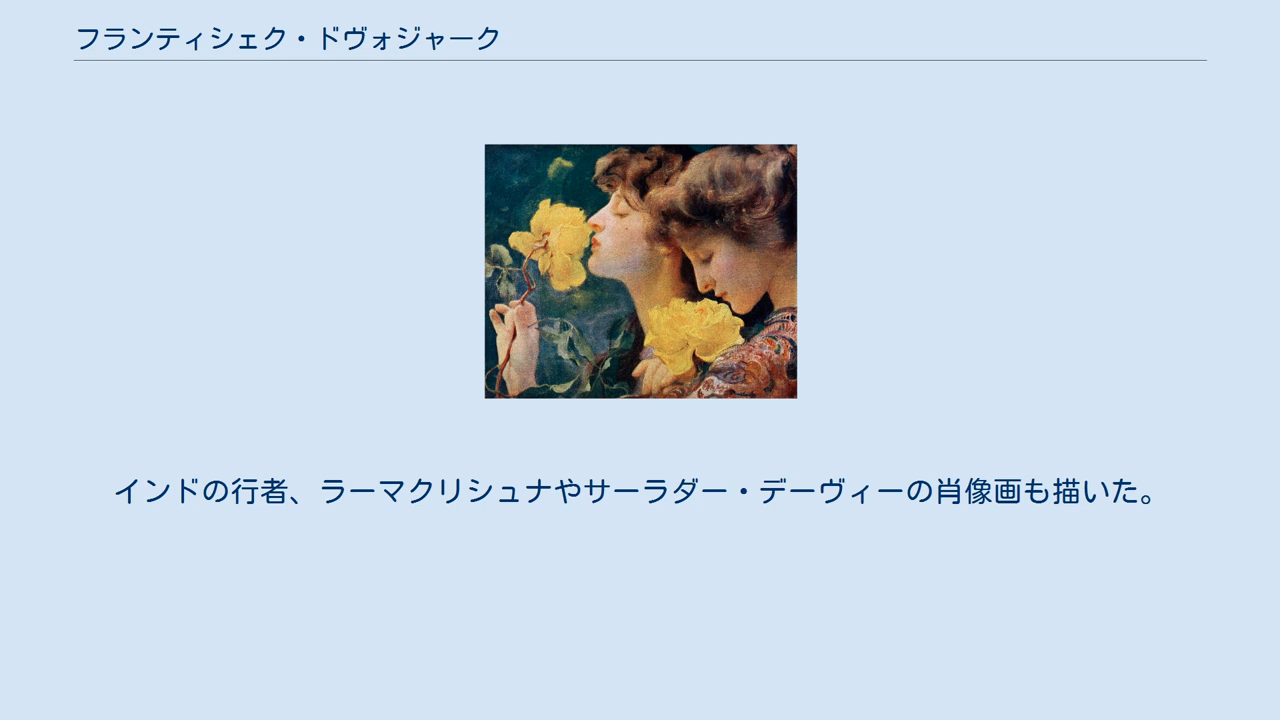 フランティシェク・ドヴォジャーク
インドの行者、ラーマクリシュナやサーラダー・デーヴィーの肖像画も描いた。